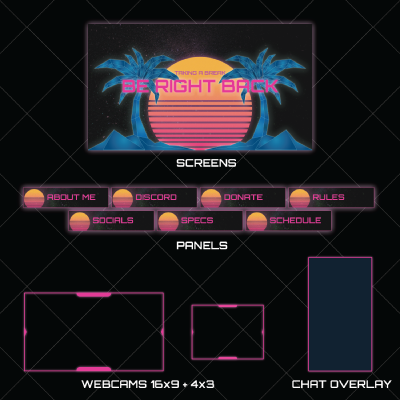 TAKING A BREAK
BE RIGHT BACK
SCREENS
ABOUT ME
DISCORD
DONATE
RULES
SOCIALS
SPECS
SCHEDULE
PANELS
WEBCAMS 16x9 + 4x3
CHAT OVERLAY